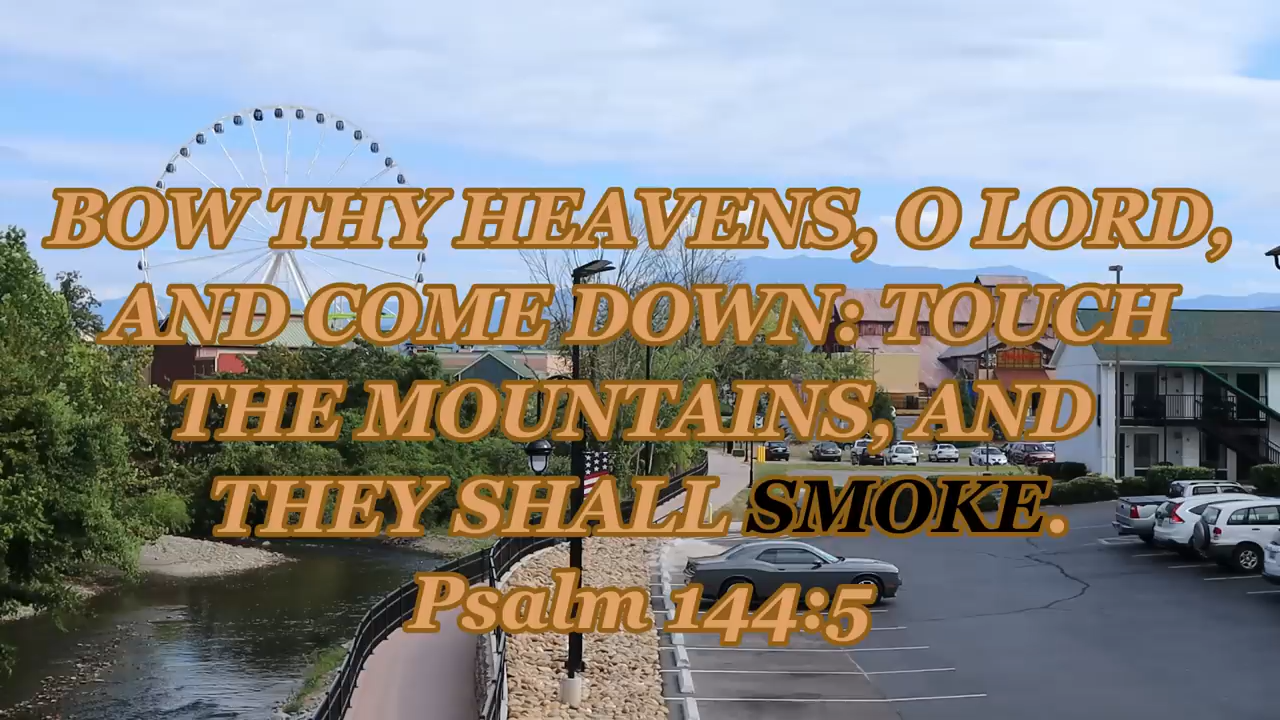 BOW THY HEAVENS, O LORD,
AND COME DOWN: TOUCH
THE MOUNTAINS, AND
THEY SHALL SMOKE.
Psalm 144:5